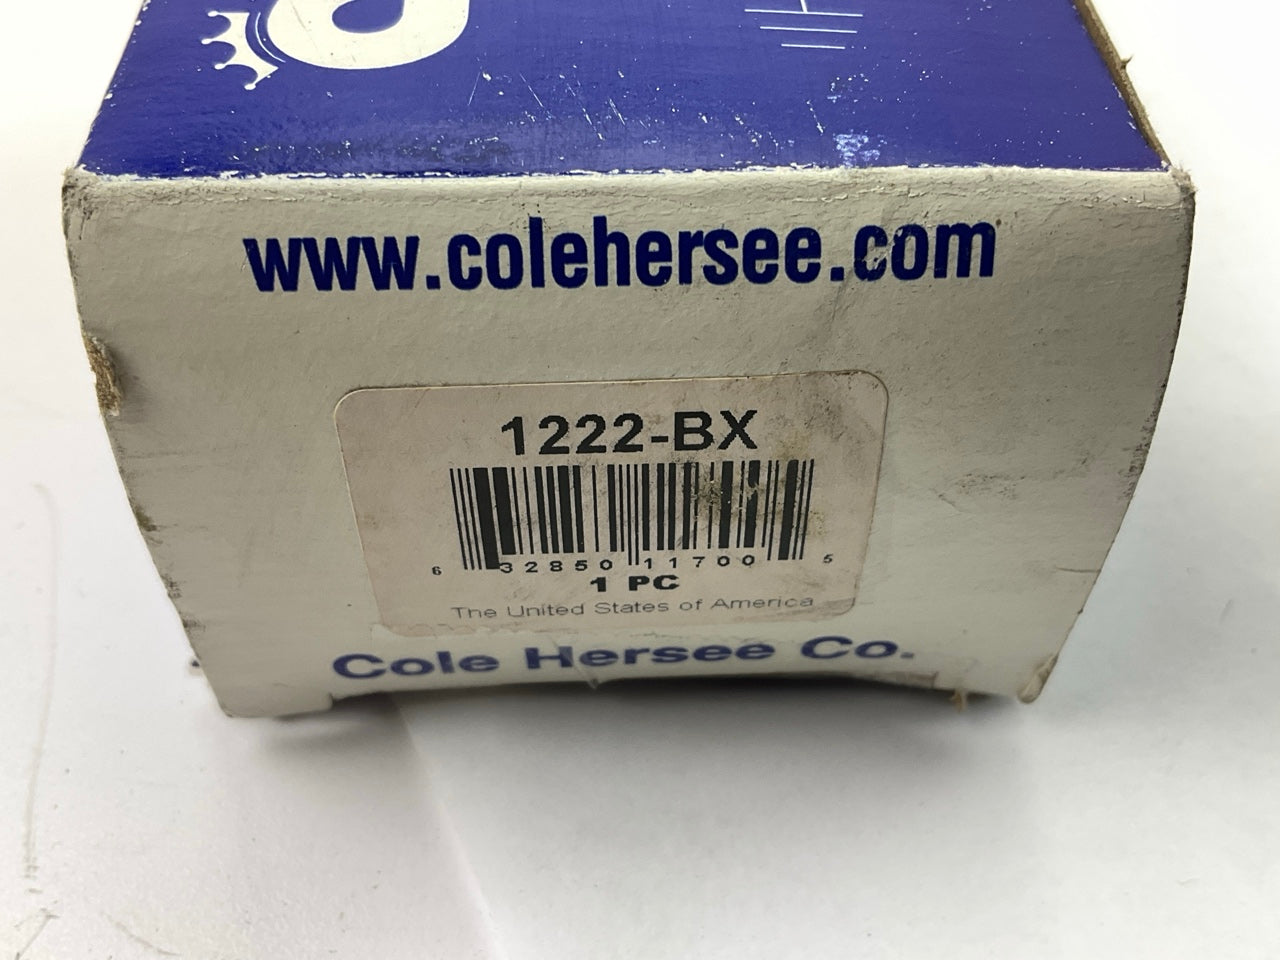 www.colehersee.com
1222-BX
6 32850 11700 5
1 PC
The United States of America
Cole Hersee Co.